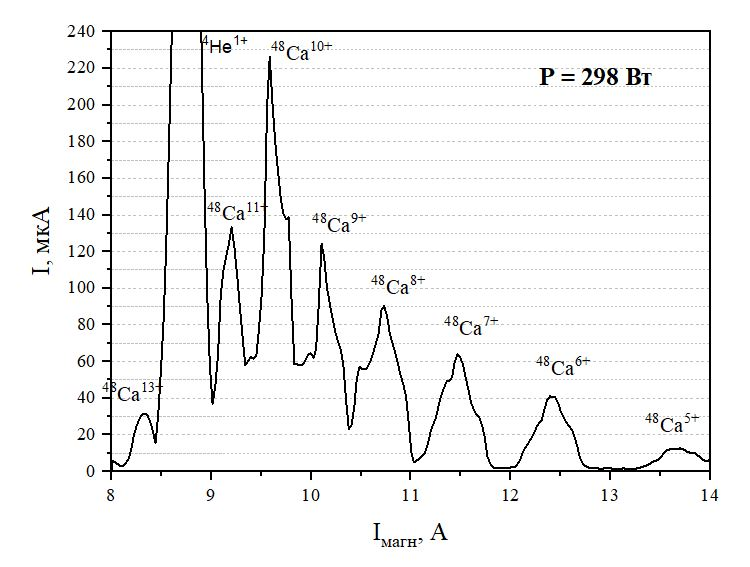 ⁴He¹⁺
⁴⁸Ca¹⁰⁺
P = 298 Вт
⁴⁸Ca¹¹⁺
⁴⁸Ca⁹⁺
⁴⁸Ca⁸⁺
⁴⁸Ca⁷⁺
⁴⁸Ca⁶⁺
⁴⁸Ca¹³⁺
⁴⁸Ca⁵⁺
I, мкА
240
220
200
180
160
140
120
100
80
60
40
20
0
8 9 10 11 12 13 14
Iмагн, А